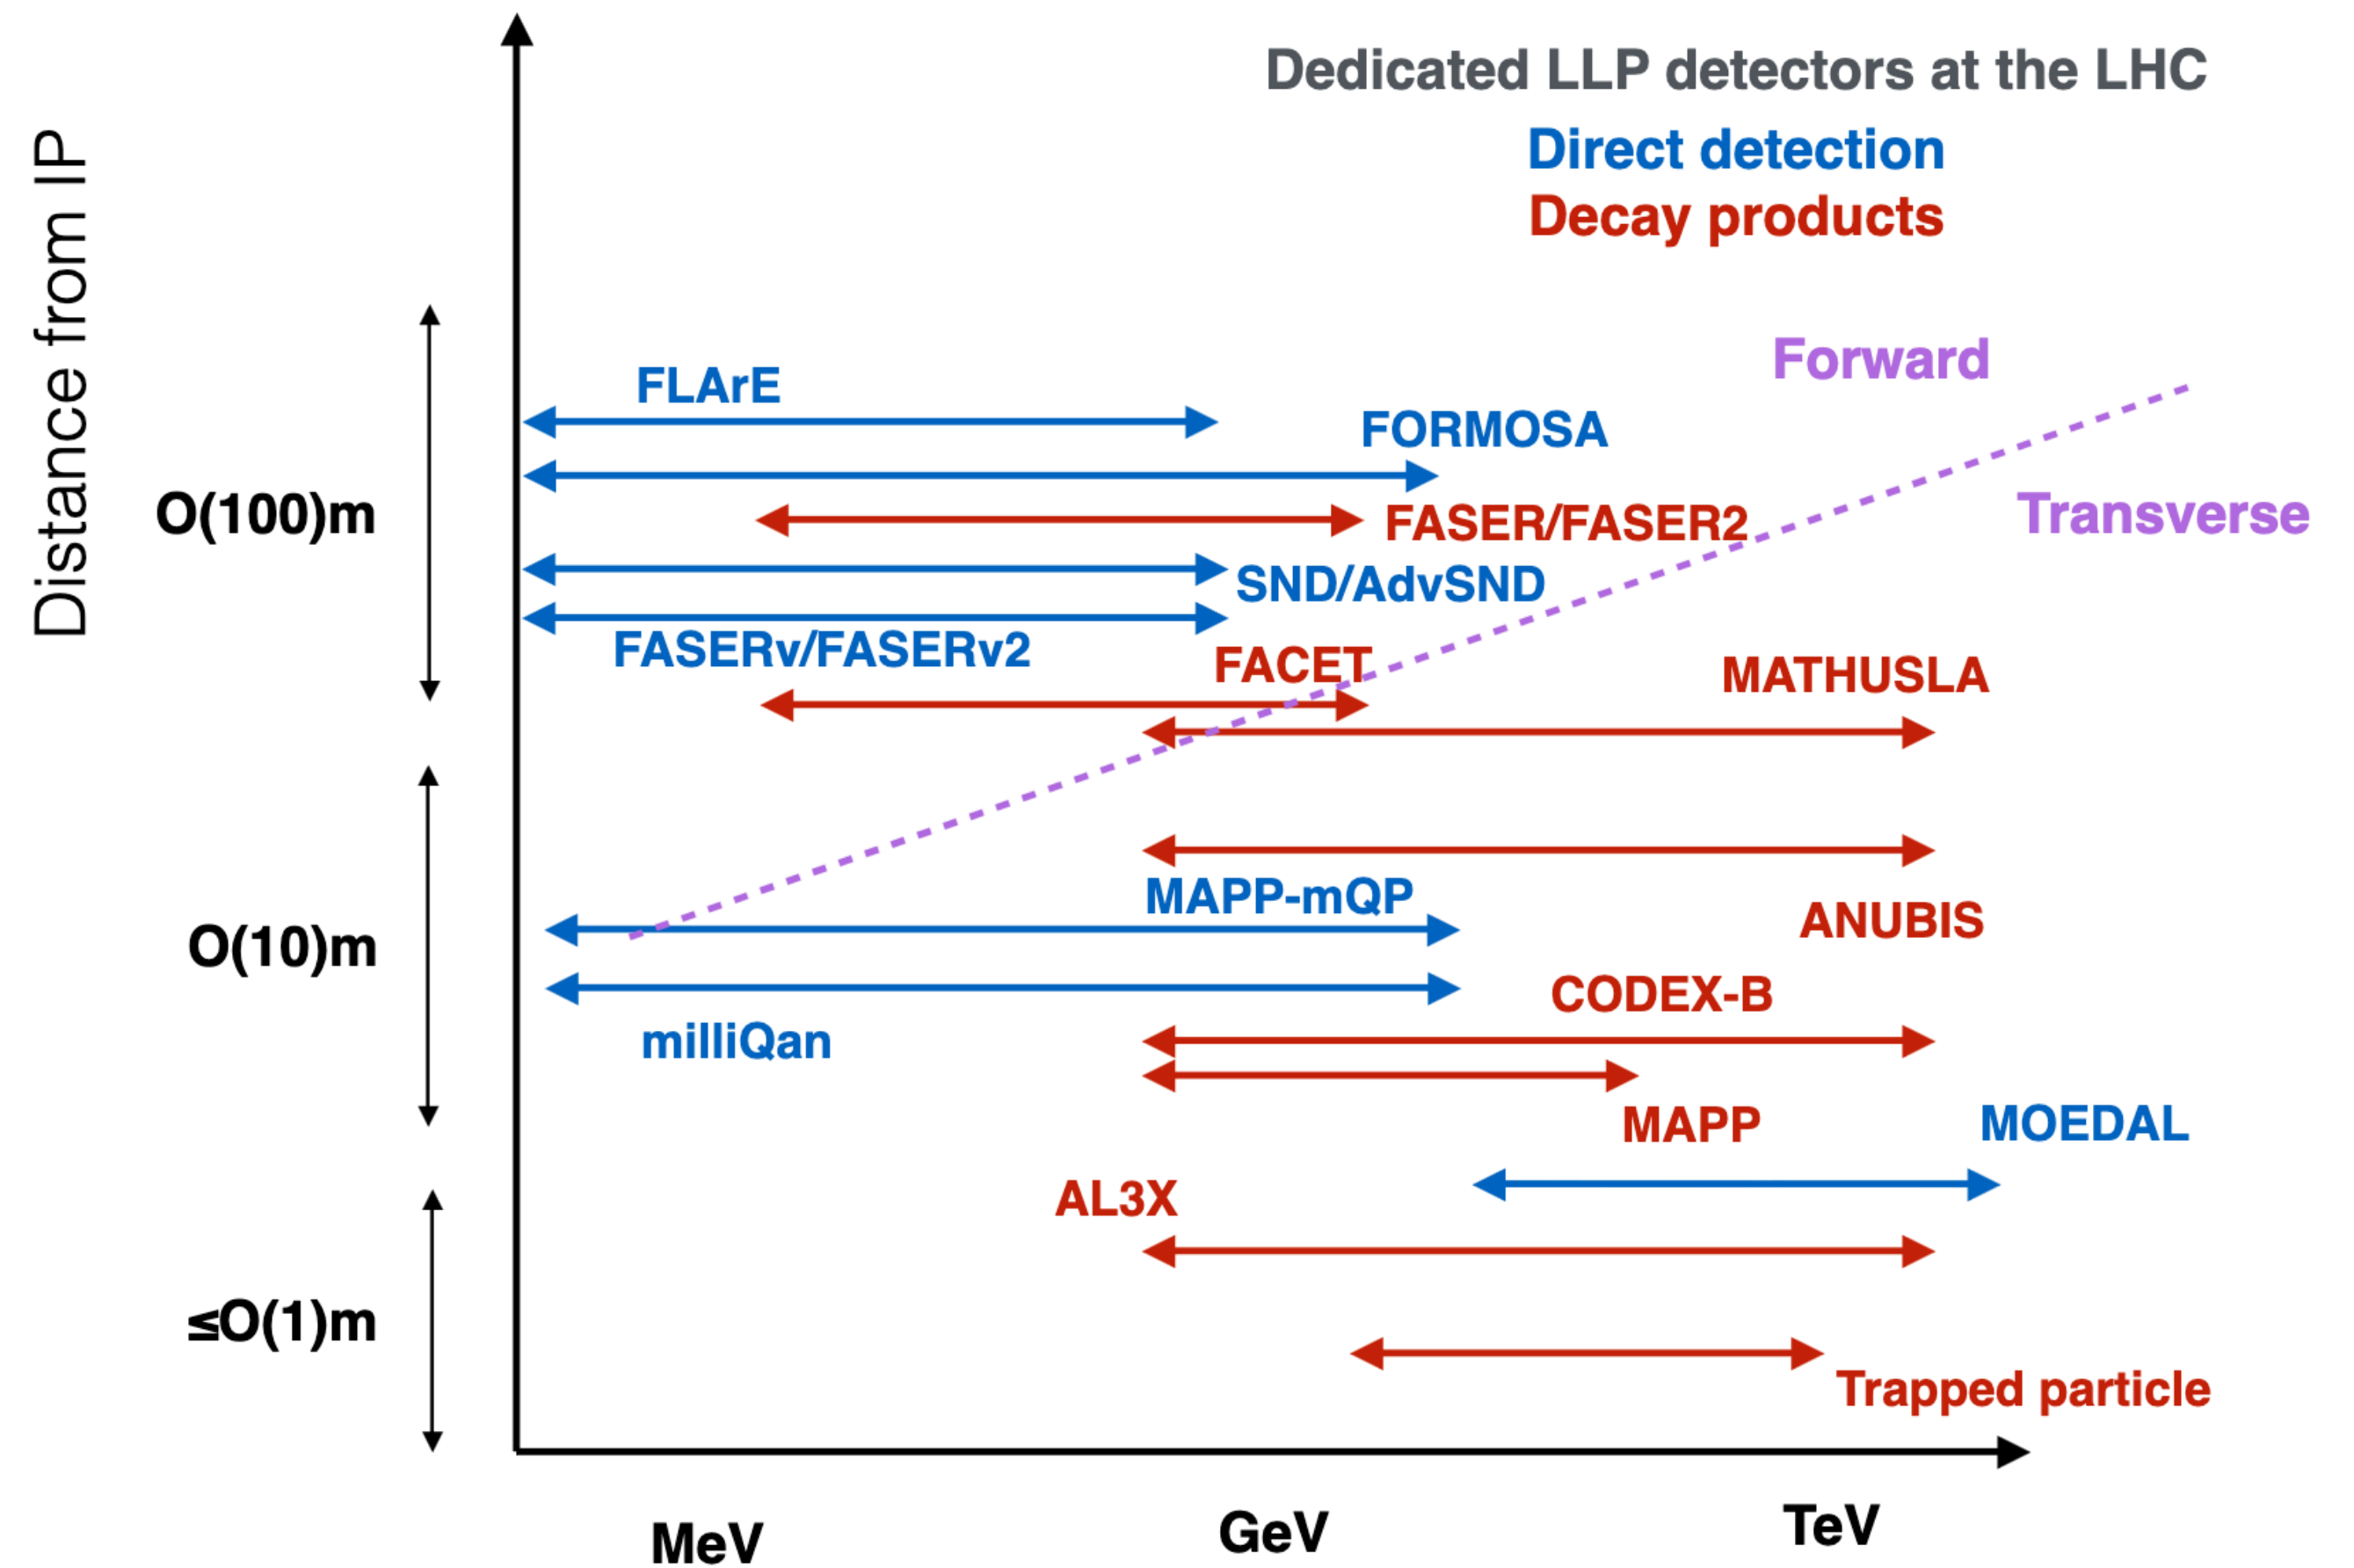 Dedicated LLP detectors at the LHC
Direct detection
Decay products
Distance from IP
Forward
Transverse
FLArE
FORMOSA
O(100)m
FASER/FASER2
SND/AdvSND
FASERv/FASERv2
FACET
MATHUSLA
MAPP-mQP
ANUBIS
O(10)m
CODEX-B
milliQan
MAPP
MOEDAL
AL3X
≤O(1)m
Trapped particle
MeV
GeV
TeV